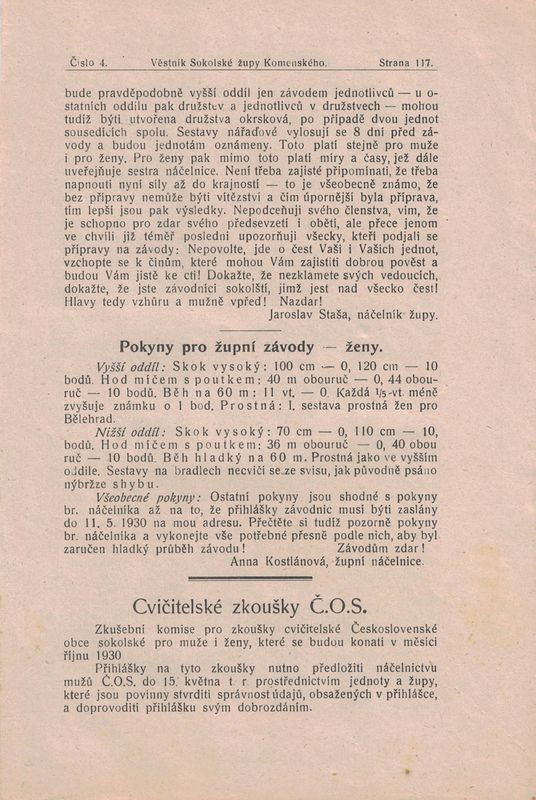 Číslo 4. Věstník Sokolské župy Komenského. Strana 117.
bude pravděpodobně vyšší oddíl jen závodem jednotlivců — u o-
statních oddílu pak družstev a jednotlivců v družstvech — mohou
tudíž býti utvořena družstva okrsková, po případě dvou jednot
sousedících spolu. Sestavy nářaďové vylosují se 8 dní před zá-
vody a budou jednotám oznámeny. Toto platí stejně pro muže
i pro ženy. Pro ženy pak mimo toto platí míry a časy, jež dále
uveřejňuje sestra náčelnice. Není třeba zajisté připomínati, že třeba
napnouti nyní síly až do krajnosti — to je všeobecně známo, že
bez přípravy nemůže býti vítězství a čím úpornější byla příprava,
tím lepší jsou pak výsledky. Nepodceňuji svého členstva, vím, že
je schopno pro zdar svého předsevzetí i obětí, ale přece jenom
ve chvíli již téměř poslední upozorňuji všecky, kteří podjali se
přípravy na závody: Nepovolte, jde o čest Vaši i Vašich jednot,
vzchopte se k činům, které mohou Vám zajistiti dobrou pověst a
budou Vám jistě ke cti! Dokažte, že nezklamete svých vedoucích,
dokažte, že jste závodníci sokolští, jimž jest nad všecko čest!
Hlavy tedy vzhůru a mužně vpřed! Nazdar!
Jaroslav Staša, náčelník župy.
Pokyny pro župní závody — ženy.
Vyšší oddíl: Skok vysoký: 100 cm — 0, 120 cm — 10
bodů. Hod míčem s poutkem: 40 m obouruč — 0, 44 obou-
ruč — 10 bodů. Běh na 60 m: 11 vt. — 0. Každá 1/5-vt. méně
zvyšuje známku o 1 bod. Prostná: I. sestava prostná žen pro
Bělehrad.
Nižší oddíl: Skok vysoký: 70 cm — 0, 110 cm — 10,
bodů. Hod míčem s poutkem: 36 m obouruč — 0, 40 obou
ruč — 10 bodů. Běh hladký na 60 m. Prostná jako ve vyšším
oddíle. Sestavy na bradlech necvičí se ze svisu, jak původně psáno
nýbrž ze shybu.
Všeobecné pokyny: Ostatní pokyny jsou shodné s pokyny
br. náčelníka až na to, že přihlášky závodnic musí býti zaslány
do 11. 5. 1930 na mou adresu. Přečtěte si tudíž pozorně pokyny
br. náčelníka a vykonejte vše potřebné přesně podle nich, aby byl
zaručen hladký průběh závodu! Závodům zdar!
Anna Kostlánová, župní náčelnice.
Cvičitelské zkoušky Č.O.S.
Zkušební komise pro zkoušky cvičitelské Československé
obce sokolské pro muže i ženy, které se budou konati v měsíci
říjnu 1930
Přihlášky na tyto zkoušky nutno předložiti náčelnictvu
mužů Č.O.S. do 15. května t. r. prostřednictvím jednoty a župy,
které jsou povinny stvrditi správnost údajů, obsažených v přihlášce,
a doprovoditi přihlášku svým dobrozdáním.